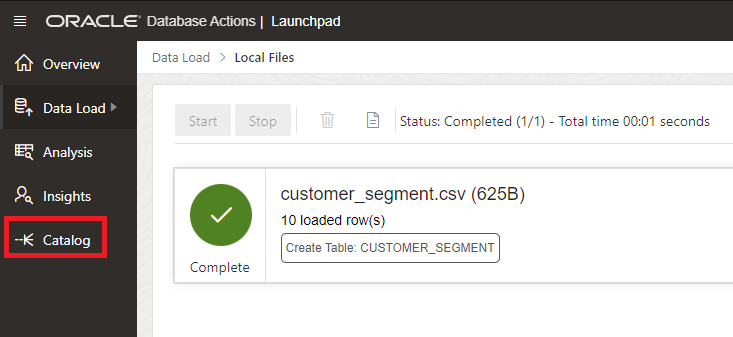 ORACLE Database Actions | Launchpad
Overview
Data Load
Analysis
Insights
Catalog
Data Load > Local Files
Start Stop Status: Completed (1/1) - Total time 00:01 seconds
customer_segment.csv (625B)
10 loaded row(s)
Create Table: CUSTOMER_SEGMENT
Complete